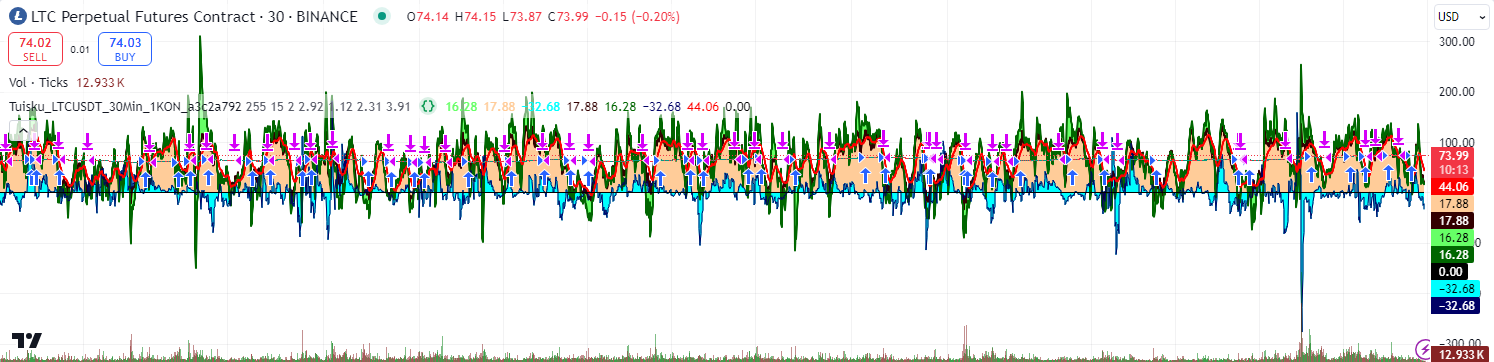 LTC Perpetual Futures Contract · 30 · BINANCE O74.14 H74.15 L73.87 C73.99 −0.15 (−0.20%)
USD
74.02 SELL
0.01
74.03 BUY
Vol · Ticks 12.933 K
Tuisku_LTCUSDT_30Min_1KON_a3c2a792 255 15 2 2.92 1.12 2.31 3.91 {} 16.28 17.88 −32.68 17.88 16.28 −32.68 44.06 0.00
300.00
200.00
100.00
73.99
10:13
44.06
17.88
17.88
16.28
16.28
0.00
−32.68
−32.68
−300.00
12.933 K